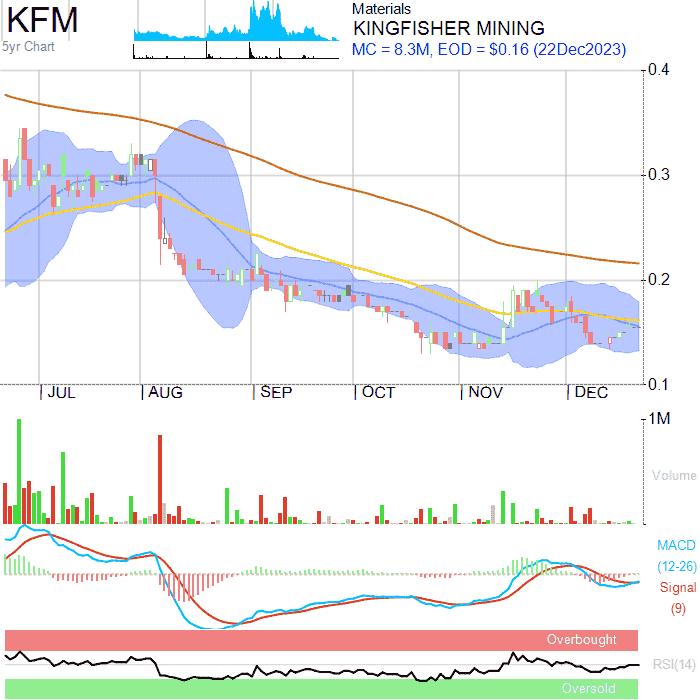 KFM
5yr Chart
Materials
KINGFISHER MINING
MC = 8.3M, EOD = $0.16 (22Dec2023)
0.4
0.3
0.2
0.1
JUL AUG SEP OCT NOV DEC
1M
Volume
MACD
(12-26)
Signal
(9)
Overbought
RSI(14)
Oversold